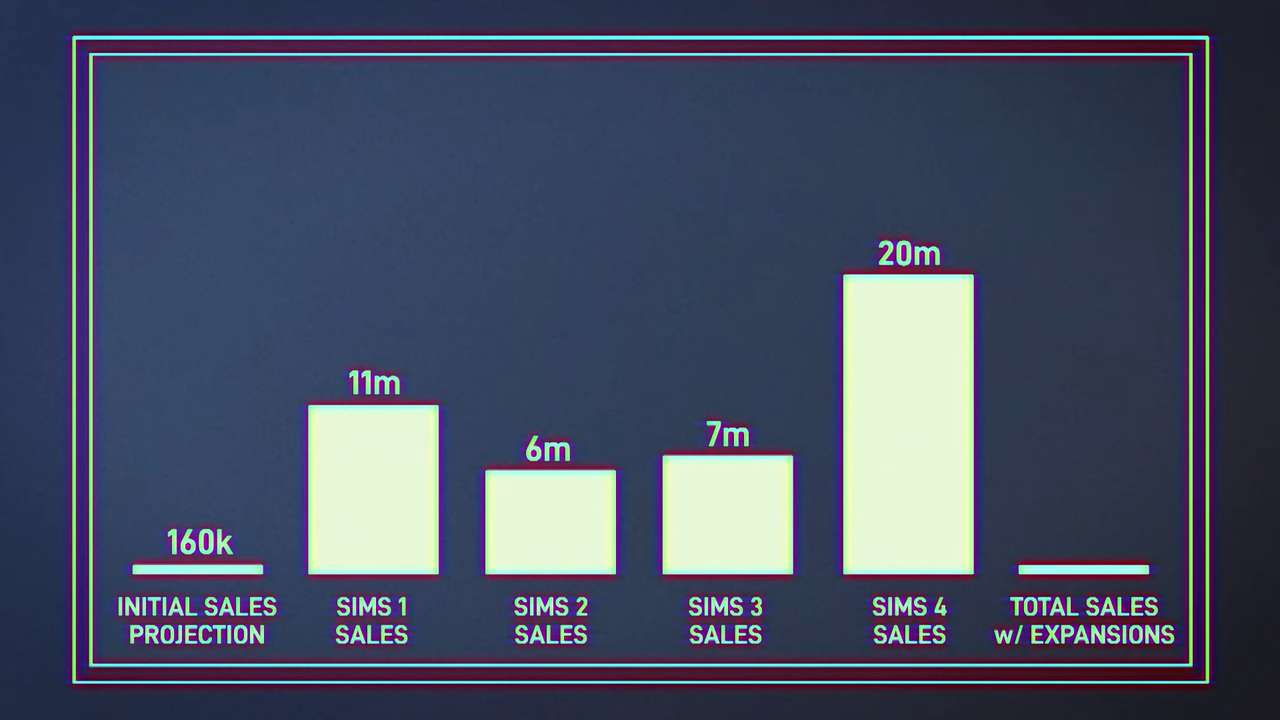 20m
11m
7m
6m
160k
INITIAL SALES
PROJECTION
SIMS 1
SALES
SIMS 2
SALES
SIMS 3
SALES
SIMS 4
SALES
TOTAL SALES
w/ EXPANSIONS